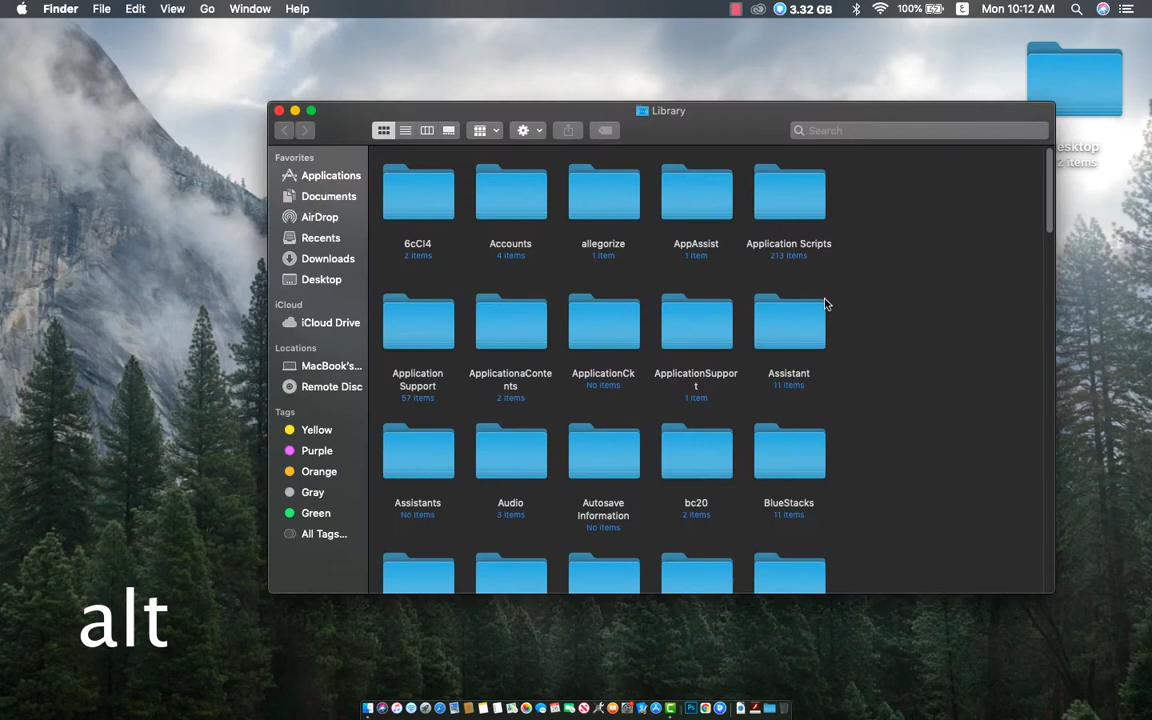 Finder File Edit View Go Window Help 3.32 GB 100% ع Mon 10:12 AM
Library
Search
Favorites
Applications
Documents
AirDrop
Recents
Downloads
Desktop
iCloud
iCloud Drive
Locations
MacBook's...
Remote Disc
Tags
Yellow
Purple
Orange
Gray
Green
All Tags...
6cCl4 Accounts allegorize AppAssist Application Scripts
2 items 4 items 1 item 1 item 213 items
Application Support ApplicationaContents ApplicationCk ApplicationSupport Assistant
57 items 2 items No items 1 item 11 items
Assistants Audio Autosave Information bc20 BlueStacks
No items 3 items No items 2 items 11 items
esktop
2 items
alt